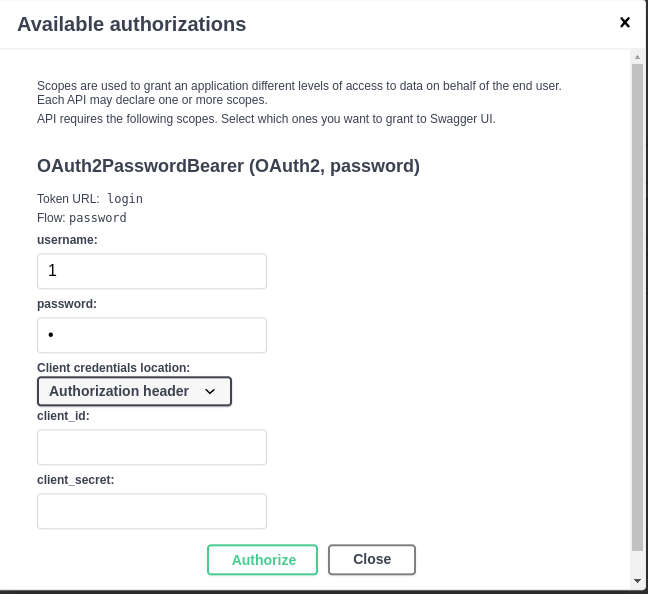 Available authorizations
Scopes are used to grant an application different levels of access to data on behalf of the end user.
Each API may declare one or more scopes.
API requires the following scopes. Select which ones you want to grant to Swagger UI.
OAuth2PasswordBearer (OAuth2, password)
Token URL: login
Flow: password
username:
1
password:
•
Client credentials location:
Authorization header
client_id:
client_secret:
Authorize
Close